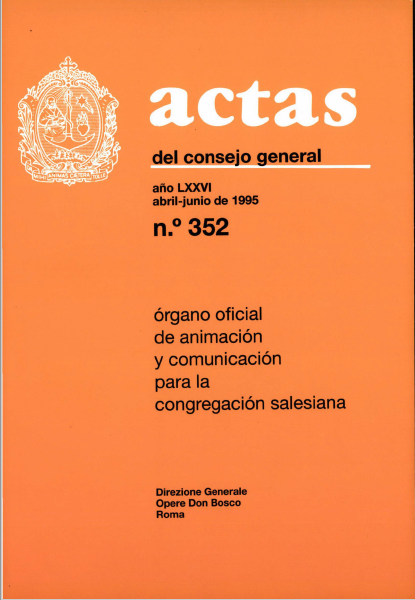 actas
del consejo general
año LXXVI
abril-junio de 1995
n.º 352
órgano oficial
de animación
y comunicación
para la
congregación salesiana
Direzione Generale
Opere Don Bosco
Roma